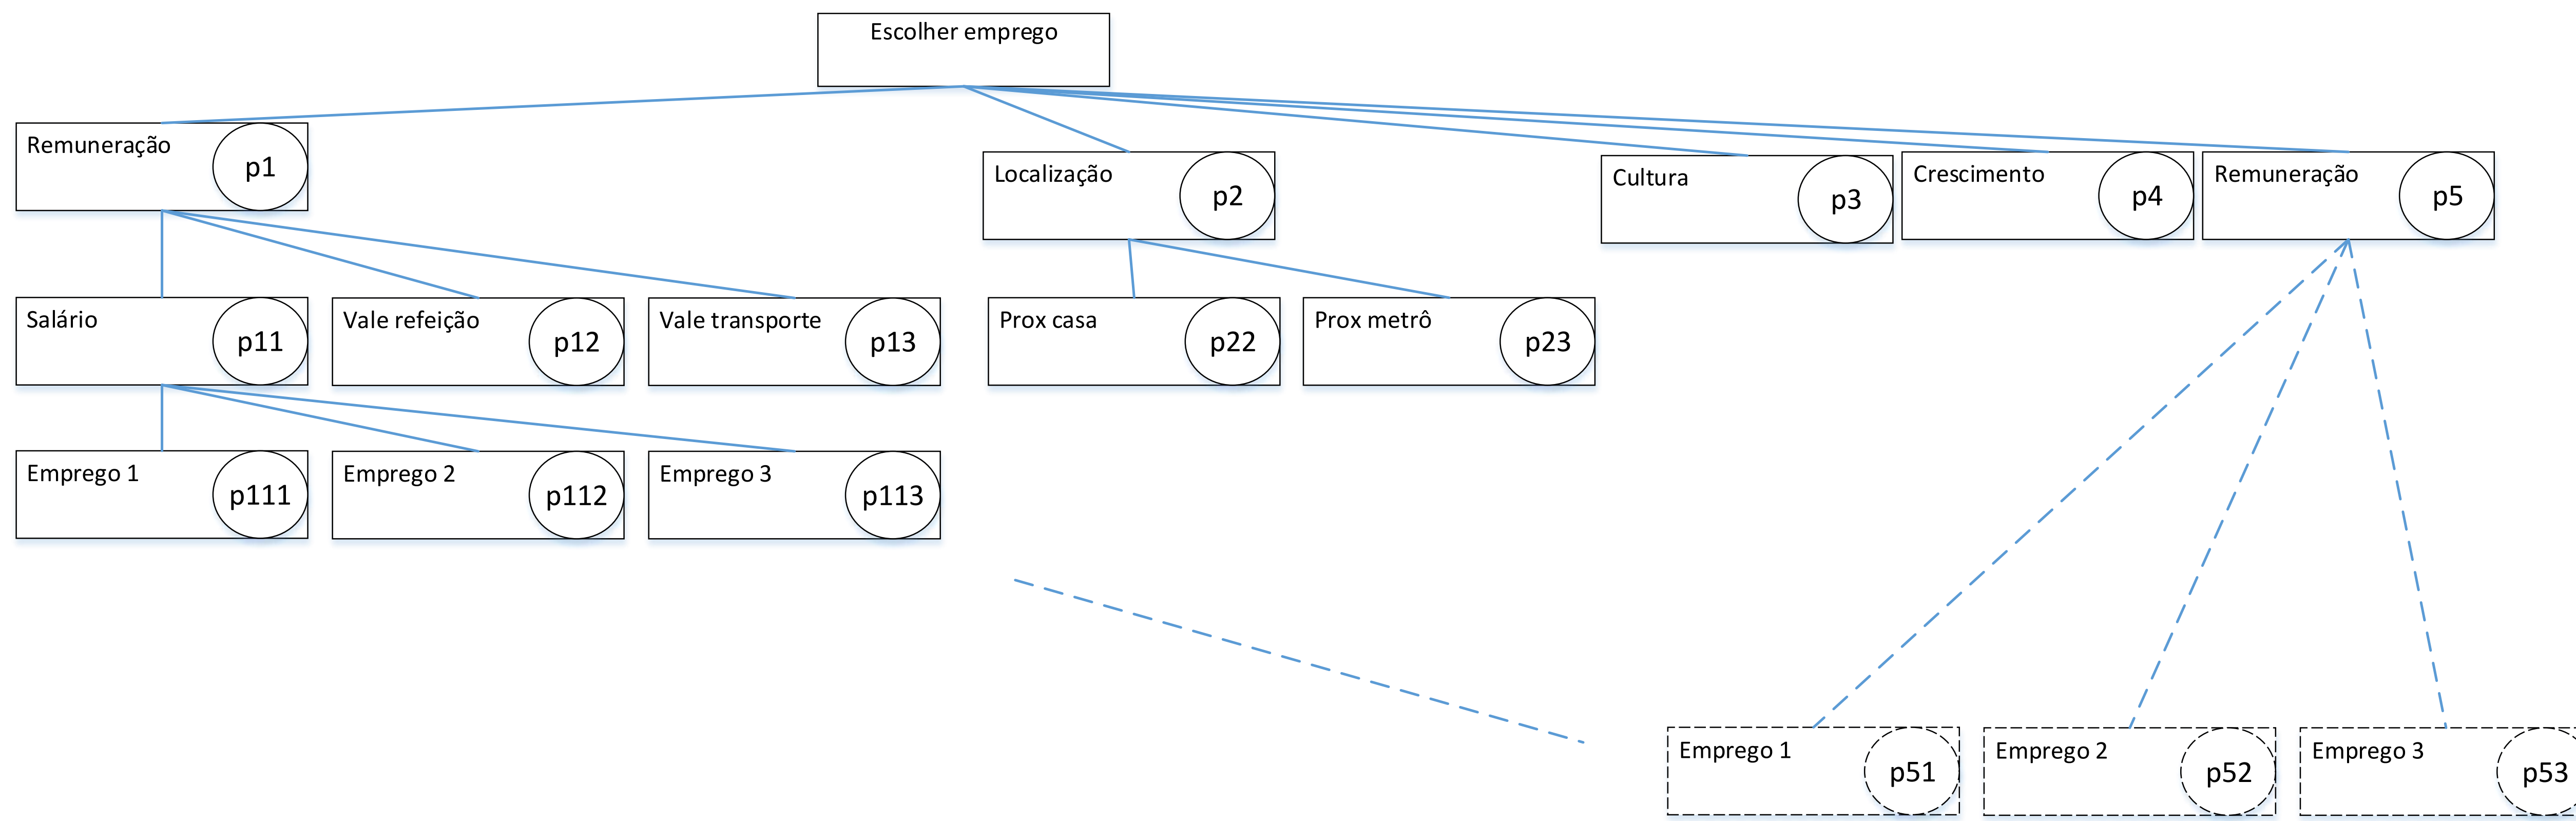 Escolher emprego
Remuneração
p1
Localização
p2
Cultura
p3
Crescimento
p4
Remuneração
p5
Salário
p11
Vale refeição
p12
Vale transporte
p13
Prox casa
p22
Prox metrô
p23
Emprego 1
p111
Emprego 2
p112
Emprego 3
p113
Emprego 1
p51
Emprego 2
p52
Emprego 3
p53